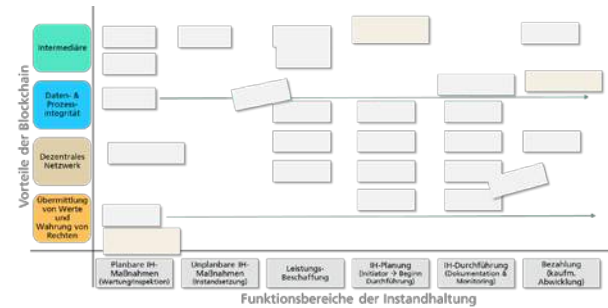 Vorteile der Blockchain
Intermediäre
Daten- &
Prozess-
integrität
Dezentrales
Netzwerk
Übermittlung
von Werte
und
Wahrung von
Rechten
Planbare IH-
Maßnahmen
(Wartung/Inspektion)
Unplanbare IH-
Maßnahmen
(Instandsetzung)
Leistungs-
Beschaffung
IH-Planung
(Initiator → Beginn
Durchführung)
IH-Durchführung
(Dokumentation &
Monitoring)
Bezahlung
(kaufm.
Abwicklung)
Funktionsbereiche der Instandhaltung